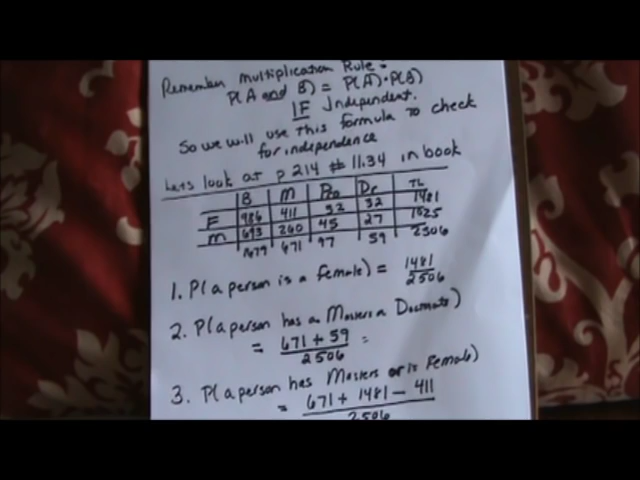 Remember Multiplication Rule:
P(A and B) = P(A)·P(B)
IF Independent.
So we will use this formula to check
for independence
Lets look at p 214 # 11.34 in book
B M Pro Dr TL
F 986 411 52 32 1481
M 693 260 45 27 1025
1679 671 97 59 2506
1. P(a person is a female) = 1481/2506
2. P(a person has a Masters a Doctorate)
= 671 + 59 / 2506 =
3. P(a person has Masters or is Female)
= 671 + 1481 - 411 / 2506